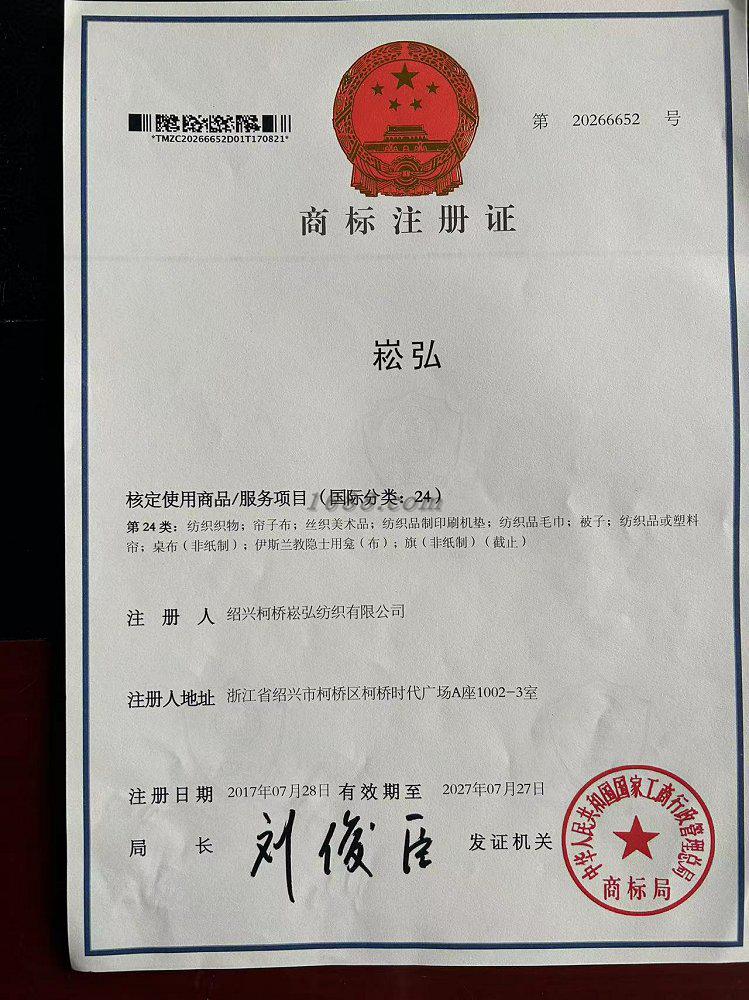 *TMZC20266652D01T170821*
第 20266652 号
商标注册证
崧弘
核定使用商品/服务项目（国际分类：24）
第24类：纺织织物；帘子布；丝织美术品；纺织品制印刷机垫；纺织品毛巾；被子；纺织品或塑料
帘；桌布（非纸制）；伊斯兰教隐士用龛（布）；旗（非纸制）（截止）
注册人 绍兴柯桥崧弘纺织有限公司
注册人地址 浙江省绍兴市柯桥区柯桥时代广场A座1002-3室
注册日期 2017年07月28日 有效期至 2027年07月27日
局长 刘俊臣 发证机关
中华人民共和国国家工商行政管理总局
商标局